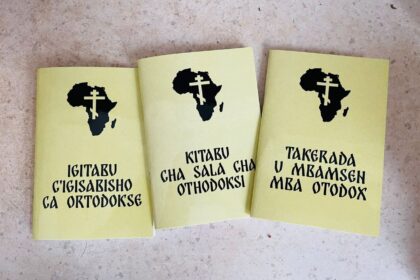 IGITABU
C'IGISABISHO
CA ORTODOKSE
KITABU
CHA SALA CHA
OTHODOKSI
TAKERADA
U MBAMSEN
MBA OTODOX